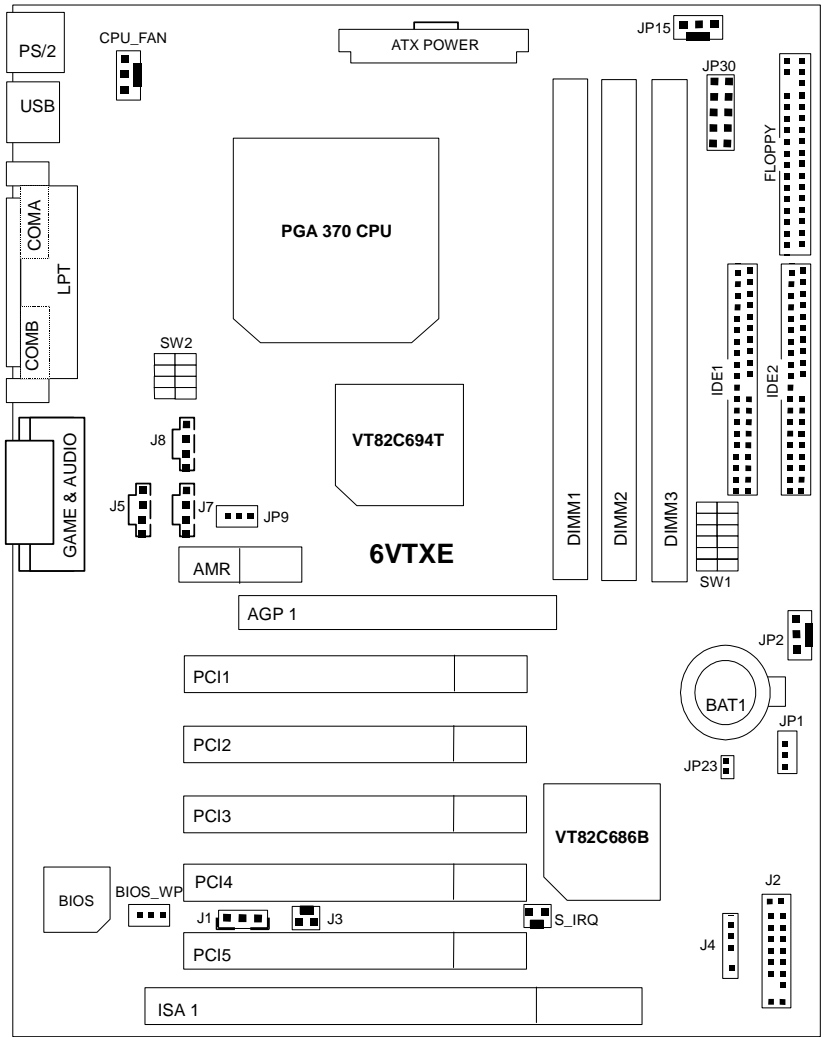 CPU_FAN
ATX POWER
JP15
PS/2
JP30
USB
FLOPPY
COMA
PGA 370 CPU
LPT
COMB
SW2
IDE1
IDE2
VT82C694T
J8
GAME & AUDIO
J5
J7
JP9
DIMM1
DIMM2
DIMM3
6VTXE
AMR
SW1
AGP 1
JP2
PCI1
BAT1
JP1
PCI2
JP23
PCI3
VT82C686B
PCI4
BIOS
BIOS_WP
J2
J1
J3
S_IRQ
J4
PCI5
ISA 1